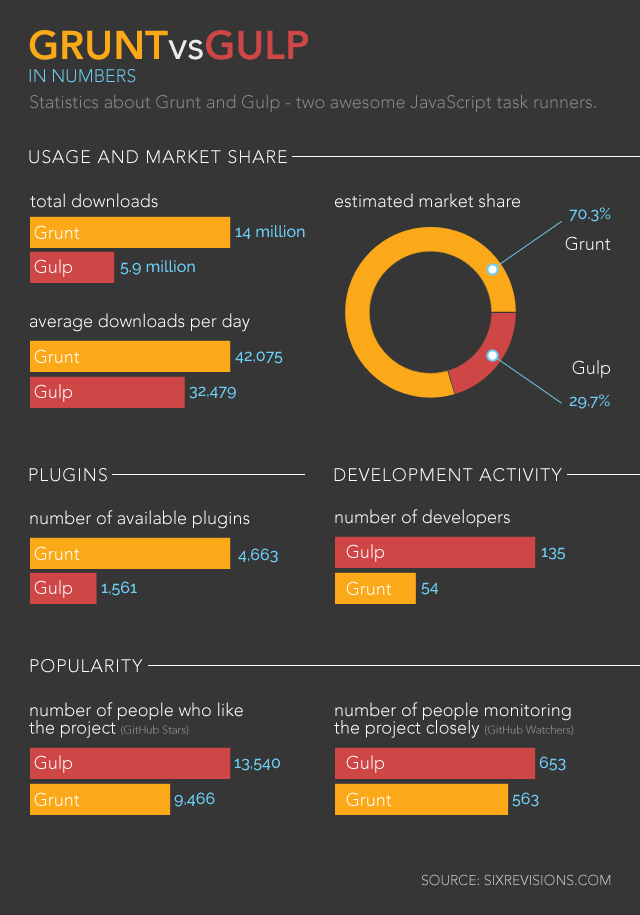 GRUNTvsGULP
IN NUMBERS
Statistics about Grunt and Gulp - two awesome JavaScript task runners.
USAGE AND MARKET SHARE
total downloads
Grunt 14 million
Gulp 5.9 million
average downloads per day
Grunt 42,075
Gulp 32,479
estimated market share
70.3%
Grunt
Gulp
29.7%
PLUGINS
number of available plugins
Grunt 4,663
Gulp 1,561
DEVELOPMENT ACTIVITY
number of developers
Gulp 135
Grunt 54
POPULARITY
number of people who like
the project (GitHub Stars)
Gulp 13,540
Grunt 9,466
number of people monitoring
the project closely (GitHub Watchers)
Gulp 653
Grunt 563
SOURCE: SIXREVISIONS.COM